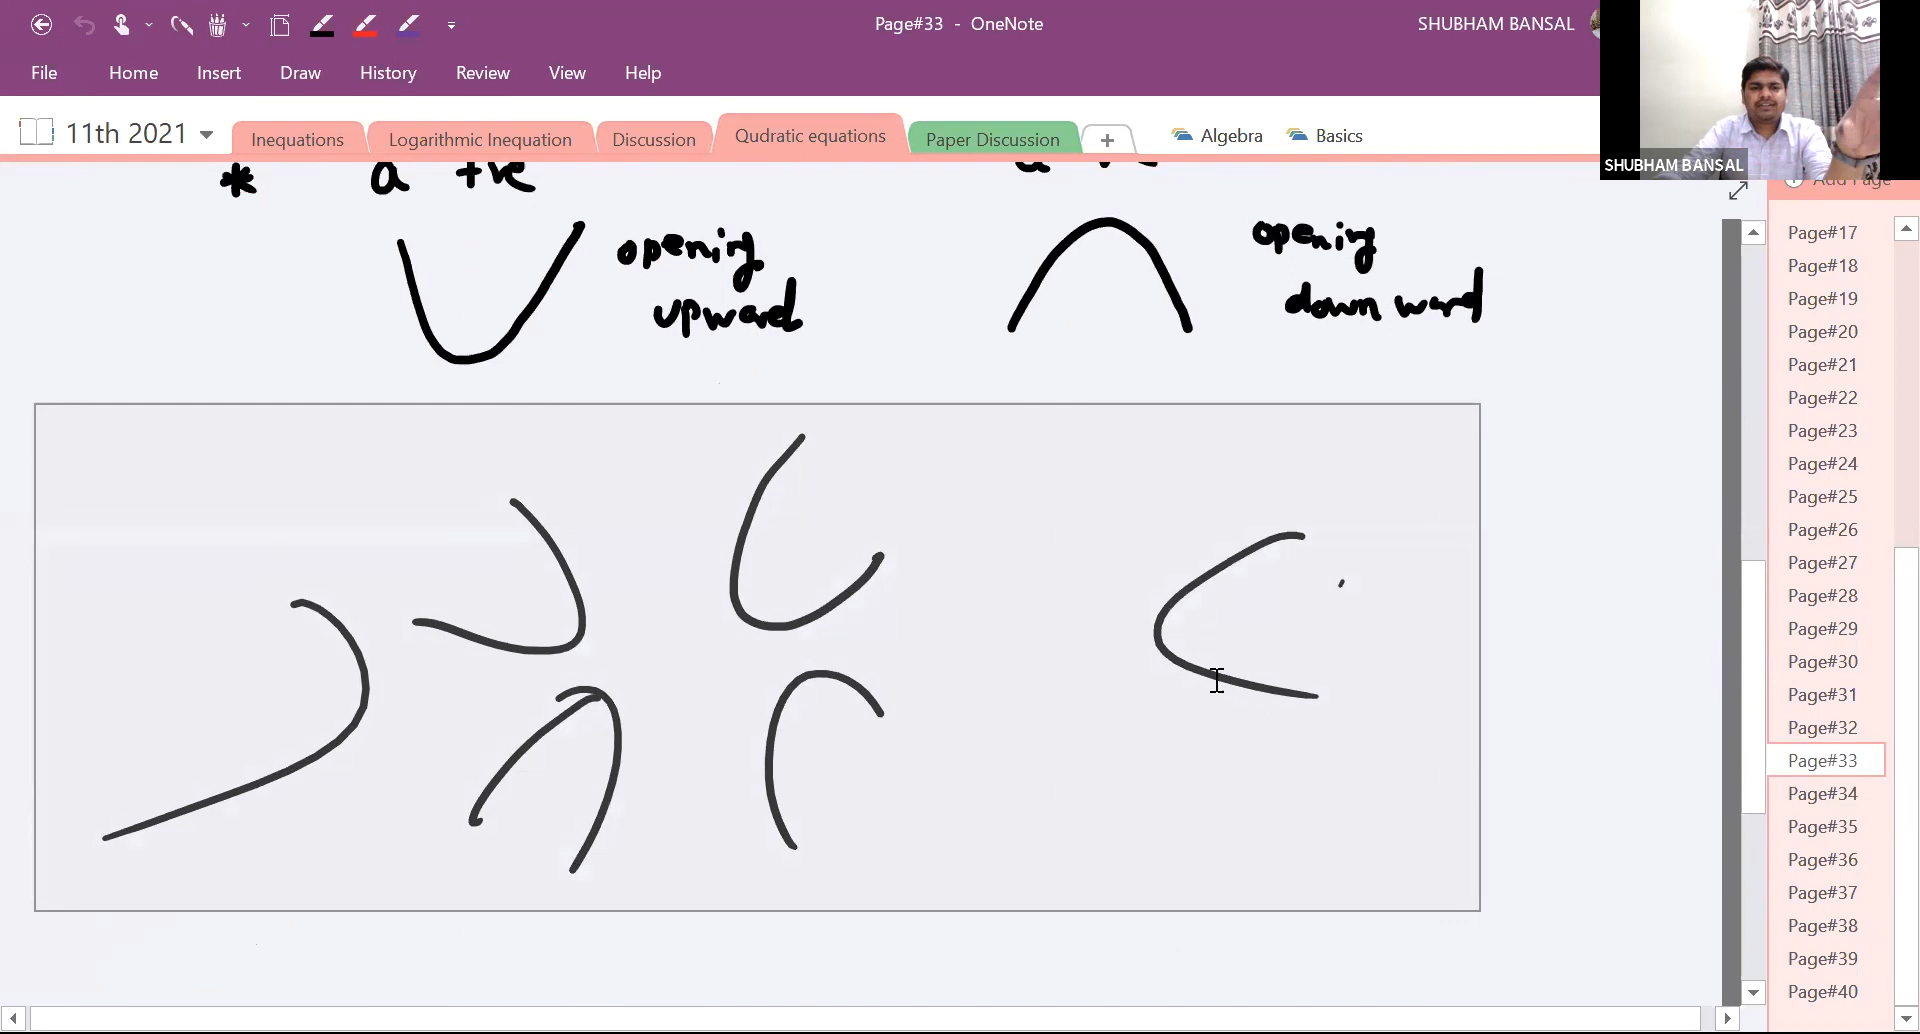 Page#33 - OneNote
SHUBHAM BANSAL
File Home Insert Draw History Review View Help
11th 2021
Inequations Logarithmic Inequation Discussion Qudratic equations Paper Discussion + Algebra Basics
SHUBHAM BANSAL
Add Page
* a +ve
opening
upward
opening
down ward
Page#17
Page#18
Page#19
Page#20
Page#21
Page#22
Page#23
Page#24
Page#25
Page#26
Page#27
Page#28
Page#29
Page#30
Page#31
Page#32
Page#33
Page#34
Page#35
Page#36
Page#37
Page#38
Page#39
Page#40